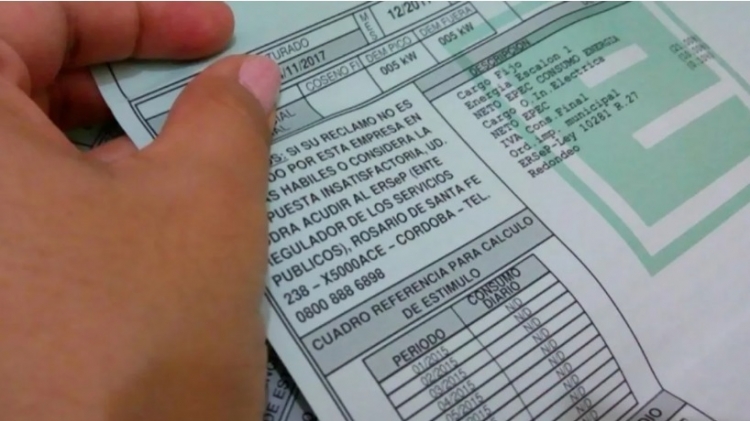 TURADO
/11/2017
MES
12/2017
COSENO FI
DEM PICO
DEM FUERA
005 kW
005 kW
DESCRIPCION
Cargo Fijo
Energia Escalon 1
NETO EPEC CONSUMO ENERGIA
Cargo O.In.Electrica
NETO EPEC
IVA Cons.Final
Ord.imp. municipal
ERSeP-Ley 10281 R.27
Redondeo
SI SU RECLAMO NO ES
DO POR ESTA EMPRESA EN
S HABILES O CONSIDERA LA
PUESTA INSATISFACTORIA, UD.
DRA ACUDIR AL ERSeP (ENTE
REGULADOR DE LOS SERVICIOS
PUBLICOS), ROSARIO DE SANTA FE
238 – X5000ACE – CORDOBA – TEL.
0800 888 6898
CUADRO REFERENCIA PARA CALCULO
DE ESTIMULO
PERIODO
CONSUMO
DIARIO
01/2015 N/D
02/2015 N/D
03/2015 N/D
04/2015 N/D
05/2015 N/D
N/D